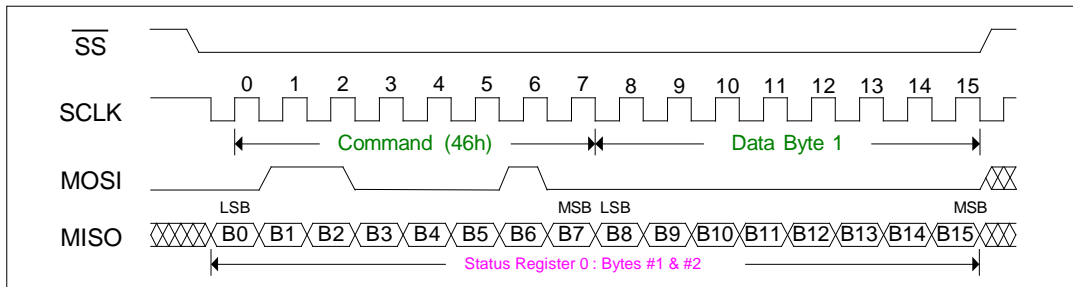 SS
0 1 2 3 4 5 6 7 8 9 10 11 12 13 14 15
SCLK
Command (46h) Data Byte 1
MOSI
LSB MSB LSB MSB
MISO B0 B1 B2 B3 B4 B5 B6 B7 B8 B9 B10 B11 B12 B13 B14 B15
Status Register 0 : Bytes #1 & #2